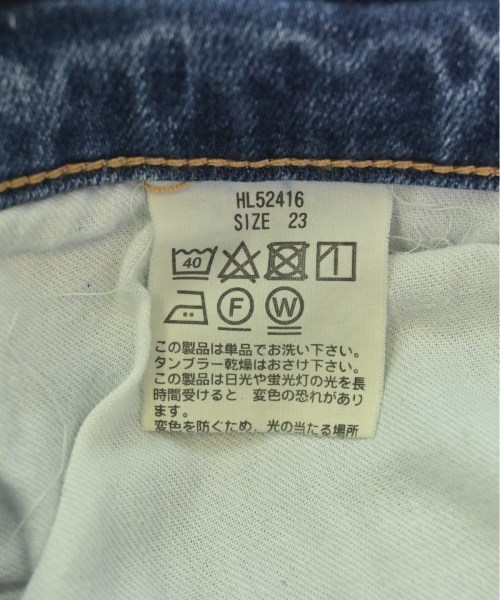 HL52416
SIZE 23
40
F W
この製品は単品でお洗い下さい。
タンブラー乾燥はおさけ下さい。
この製品は日光や蛍光灯の光を長
時間受けると、変色の恐れがあり
ます。
変色を防ぐため、光の当たる場所